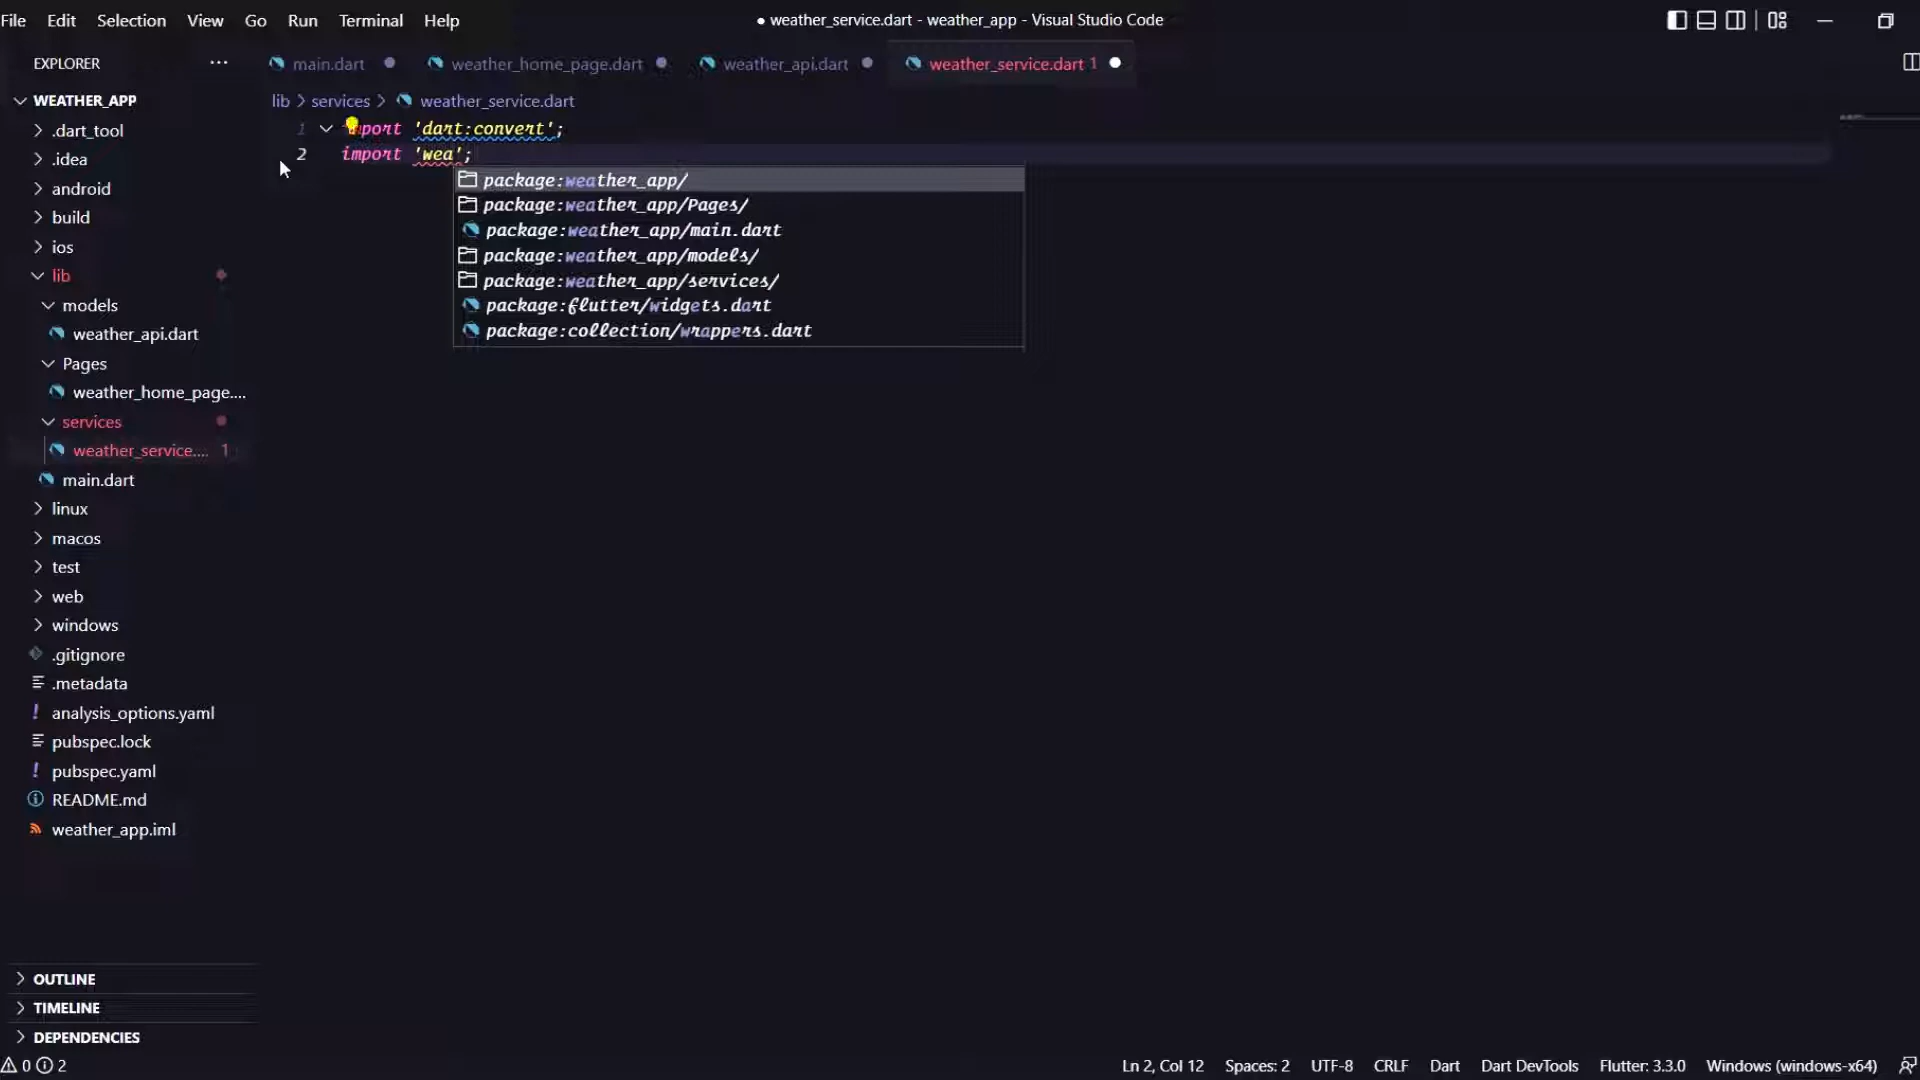 File Edit Selection View Go Run Terminal Help
● weather_service.dart - weather_app - Visual Studio Code
EXPLORER ···
main.dart ● weather_home_page.dart ● weather_api.dart ● weather_service.dart 1 ●
WEATHER_APP
.dart_tool
.idea
android
build
ios
lib
models
weather_api.dart
Pages
weather_home_page....
services
weather_service.... 1
main.dart
linux
macos
test
web
windows
.gitignore
.metadata
! analysis_options.yaml
pubspec.lock
! pubspec.yaml
README.md
weather_app.iml
OUTLINE
TIMELINE
DEPENDENCIES
lib > services > weather_service.dart
1 import 'dart:convert';
2 import 'wea';
package:weather_app/
package:weather_app/Pages/
package:weather_app/main.dart
package:weather_app/models/
package:weather_app/services/
package:flutter/widgets.dart
package:collection/wrappers.dart
0 2 Ln 2, Col 12 Spaces: 2 UTF-8 CRLF Dart Dart DevTools Flutter: 3.3.0 Windows (windows-x64)